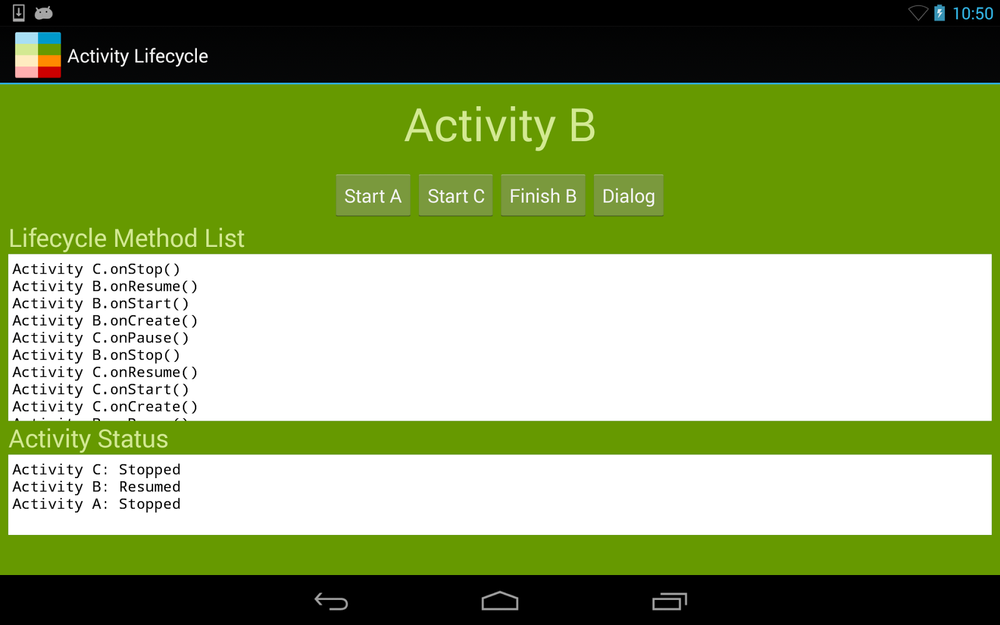 10:50
Activity Lifecycle
Activity B
Start A Start C Finish B Dialog
Lifecycle Method List
Activity C.onStop()
Activity B.onResume()
Activity B.onStart()
Activity B.onCreate()
Activity C.onPause()
Activity B.onStop()
Activity C.onResume()
Activity C.onStart()
Activity C.onCreate()
Activity Status
Activity C: Stopped
Activity B: Resumed
Activity A: Stopped